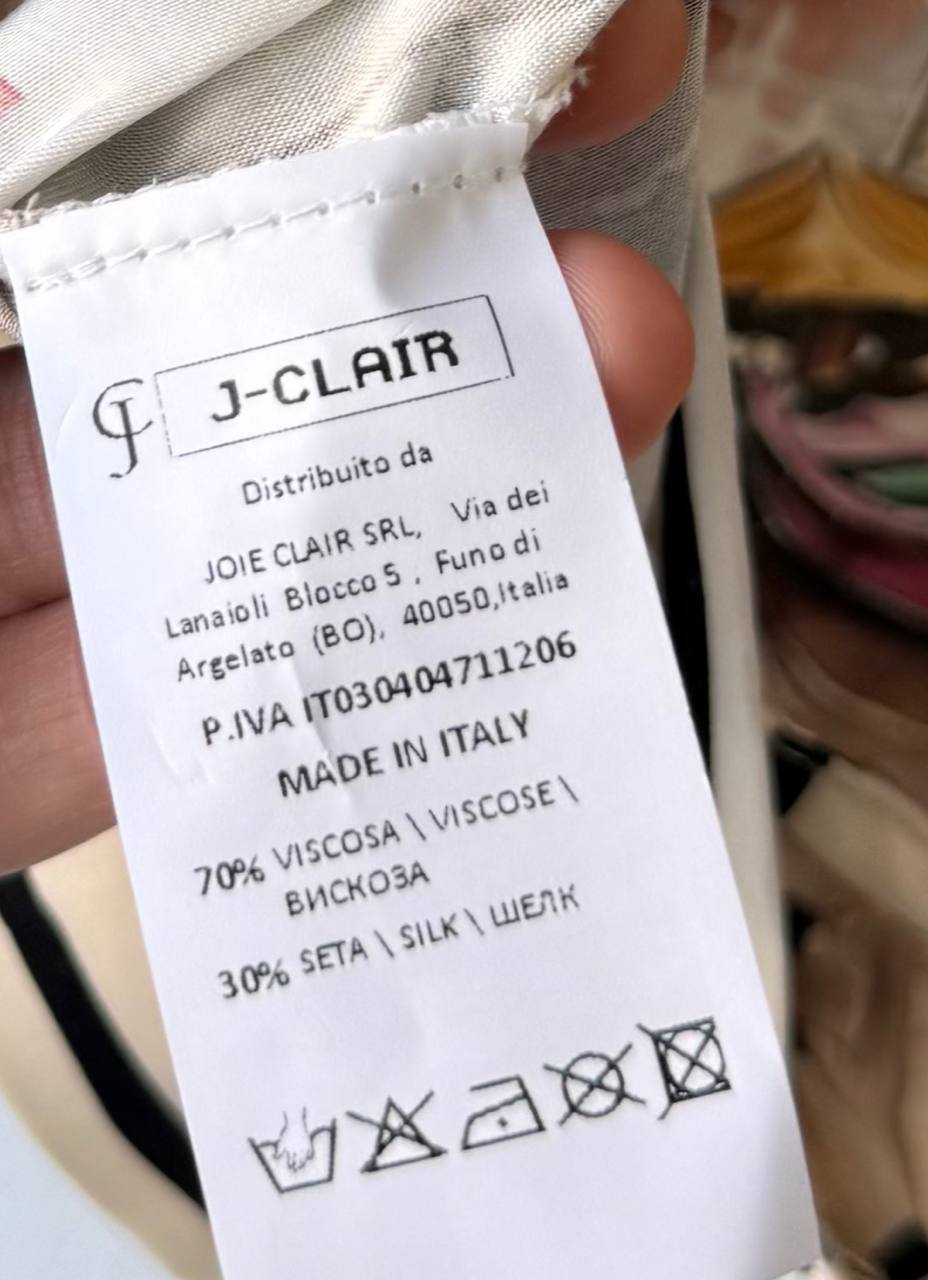 CJ J-CLAIR
Distribuito da
JOIE CLAIR SRL, Via dei
Lanaioli Blocco 5 , Funo di
Argelato (BO), 40050,Italia
P.IVA IT030404711206
MADE IN ITALY
70% VISCOSA \ VISCOSE \
ВИСКОЗА
30% SETA \ SILK \ ШЕЛК